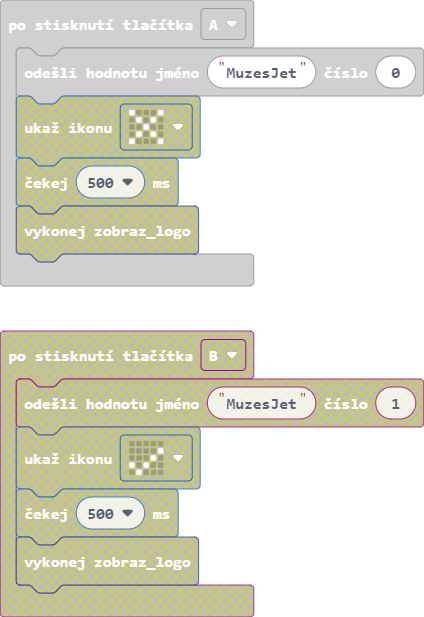 po stisknutí tlačítka A
odešli hodnotu jméno "MuzesJet" číslo 0
ukaž ikonu
čekej 500 ms
vykonej zobraz_logo
po stisknutí tlačítka B
odešli hodnotu jméno "MuzesJet" číslo 1
ukaž ikonu
čekej 500 ms
vykonej zobraz_logo